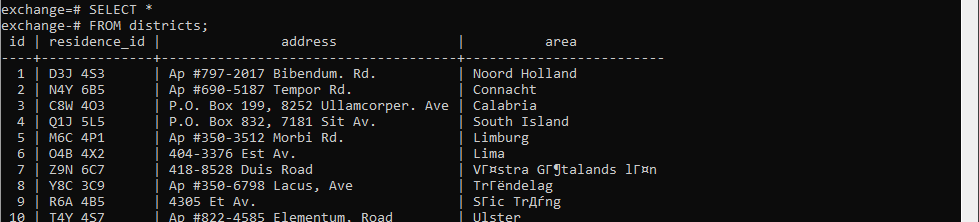 exchange=# SELECT *
exchange-# FROM districts;
id | residence_id | address | area
----+--------------+------------------------------------+-------------------------
1 | D3J 4S3 | Ap #797-2017 Bibendum. Rd. | Noord Holland
2 | N4Y 6B5 | Ap #690-5187 Tempor Rd. | Connacht
3 | C8W 4O3 | P.O. Box 199, 8252 Ullamcorper. Ave | Calabria
4 | Q1J 5L5 | P.O. Box 832, 7181 Sit Av. | South Island
5 | M6C 4P1 | Ap #350-3512 Morbi Rd. | Limburg
6 | O4B 4X2 | 404-3376 Est Av. | Lima
7 | Z9N 6C7 | 418-8528 Duis Road | VГ¤stra GГ¶talands lГ¤n
8 | Y8C 3C9 | Ap #350-6798 Lacus, Ave | TrГёndelag
9 | R6A 4B5 | 4305 Et Av. | SГіc TrДѓng
10 | T4Y 4S7 | Ap #822-4585 Elementum, Road | Ulster